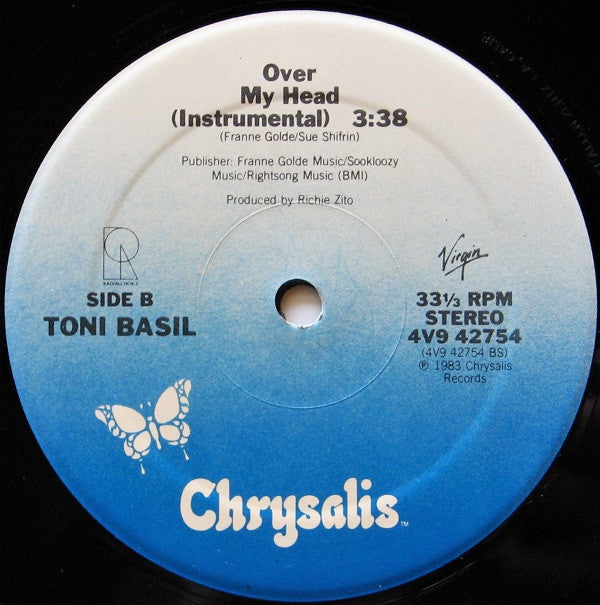 Over
My Head
(Instrumental) 3:38
(Franne Golde/Sue Shifrin)
Publisher: Franne Golde Music/Sookloozy
Music/Rightsong Music (BMI)
Produced by Richie Zito
RADIALCHOICE
SIDE B
TONI BASIL
Virgin
33⅓ RPM
STEREO
4V9 42754
(4V9 42754 BS)
℗ 1983 Chrysalis
Records
Chrysalis™